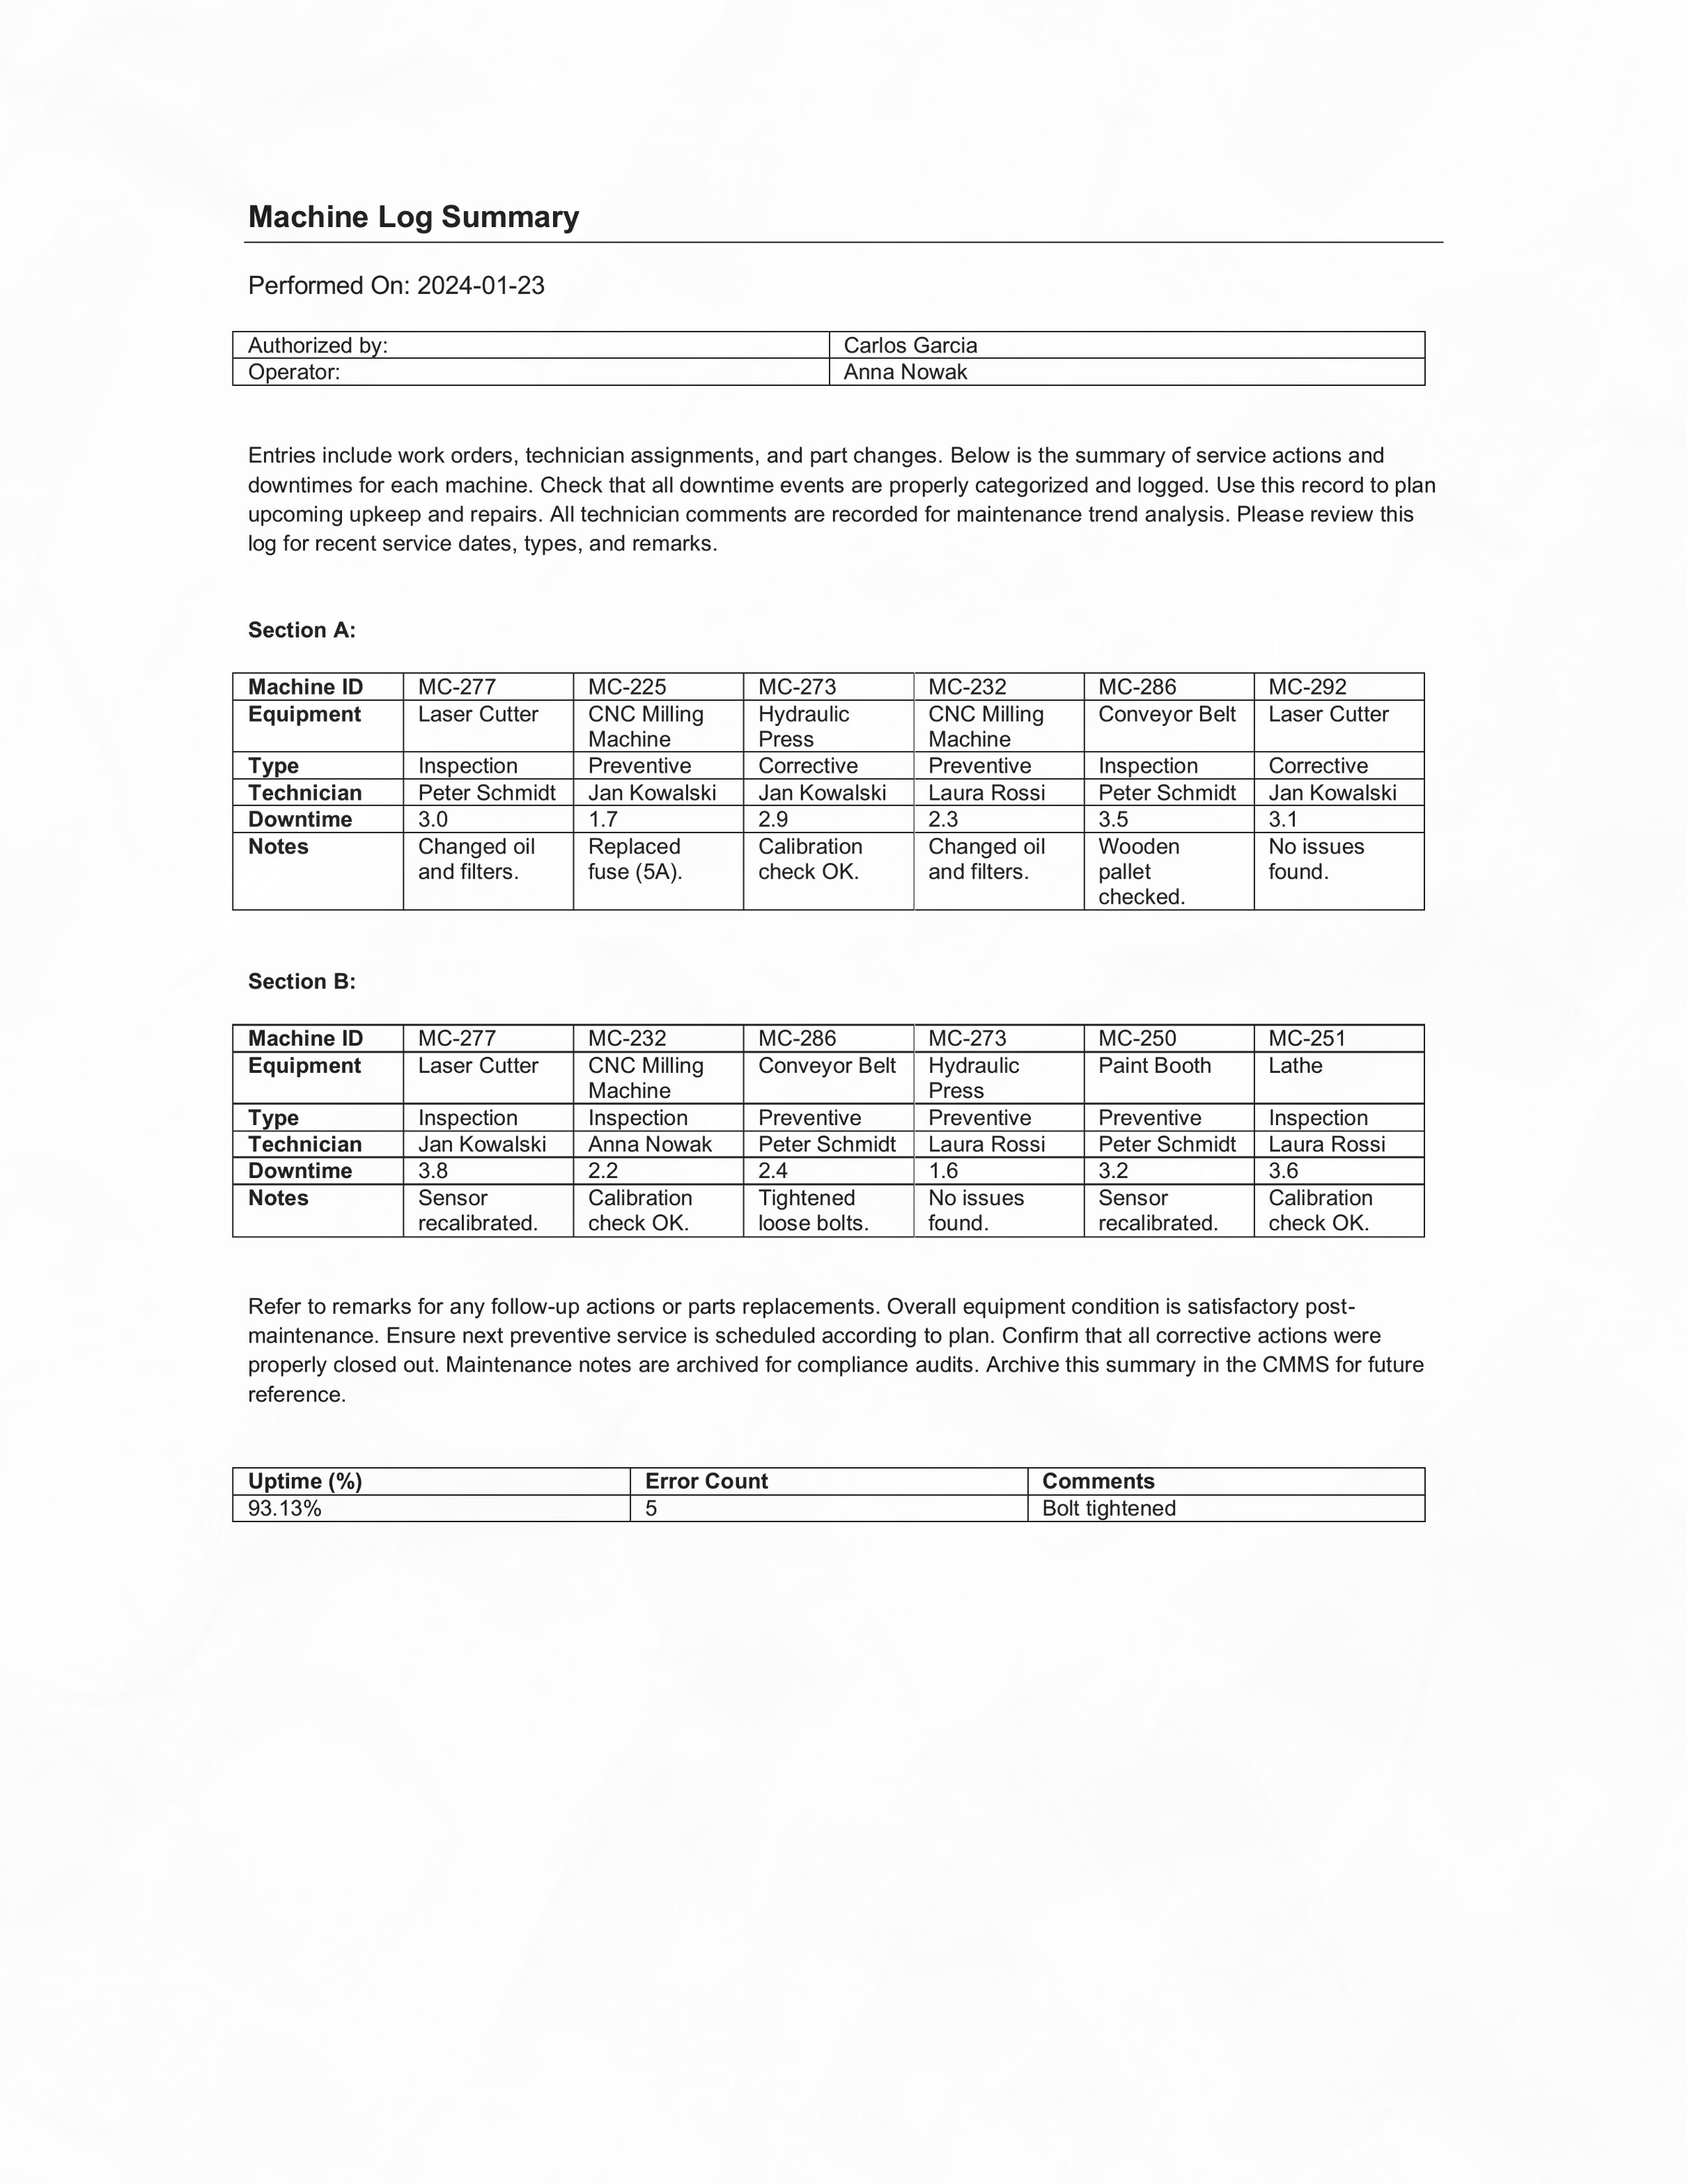 Machine Log Summary
Performed On: 2024-01-23
Authorized by: Carlos Garcia
Operator: Anna Nowak
Entries include work orders, technician assignments, and part changes. Below is the summary of service actions and
downtimes for each machine. Check that all downtime events are properly categorized and logged. Use this record to plan
upcoming upkeep and repairs. All technician comments are recorded for maintenance trend analysis. Please review this
log for recent service dates, types, and remarks.
Section A:
Machine ID MC-277 MC-225 MC-273 MC-232 MC-286 MC-292
Equipment Laser Cutter CNC Milling Hydraulic CNC Milling Conveyor Belt Laser Cutter
Machine Press Machine
Type Inspection Preventive Corrective Preventive Inspection Corrective
Technician Peter Schmidt Jan Kowalski Jan Kowalski Laura Rossi Peter Schmidt Jan Kowalski
Downtime 3.0 1.7 2.9 2.3 3.5 3.1
Notes Changed oil Replaced Calibration Changed oil Wooden No issues
and filters. fuse (5A). check OK. and filters. pallet found.
checked.
Section B:
Machine ID MC-277 MC-232 MC-286 MC-273 MC-250 MC-251
Equipment Laser Cutter CNC Milling Conveyor Belt Hydraulic Paint Booth Lathe
Machine Press
Type Inspection Inspection Preventive Preventive Preventive Inspection
Technician Jan Kowalski Anna Nowak Peter Schmidt Laura Rossi Peter Schmidt Laura Rossi
Downtime 3.8 2.2 2.4 1.6 3.2 3.6
Notes Sensor Calibration Tightened No issues Sensor Calibration
recalibrated. check OK. loose bolts. found. recalibrated. check OK.
Refer to remarks for any follow-up actions or parts replacements. Overall equipment condition is satisfactory post-
maintenance. Ensure next preventive service is scheduled according to plan. Confirm that all corrective actions were
properly closed out. Maintenance notes are archived for compliance audits. Archive this summary in the CMMS for future
reference.
Uptime (%) Error Count Comments
93.13% 5 Bolt tightened